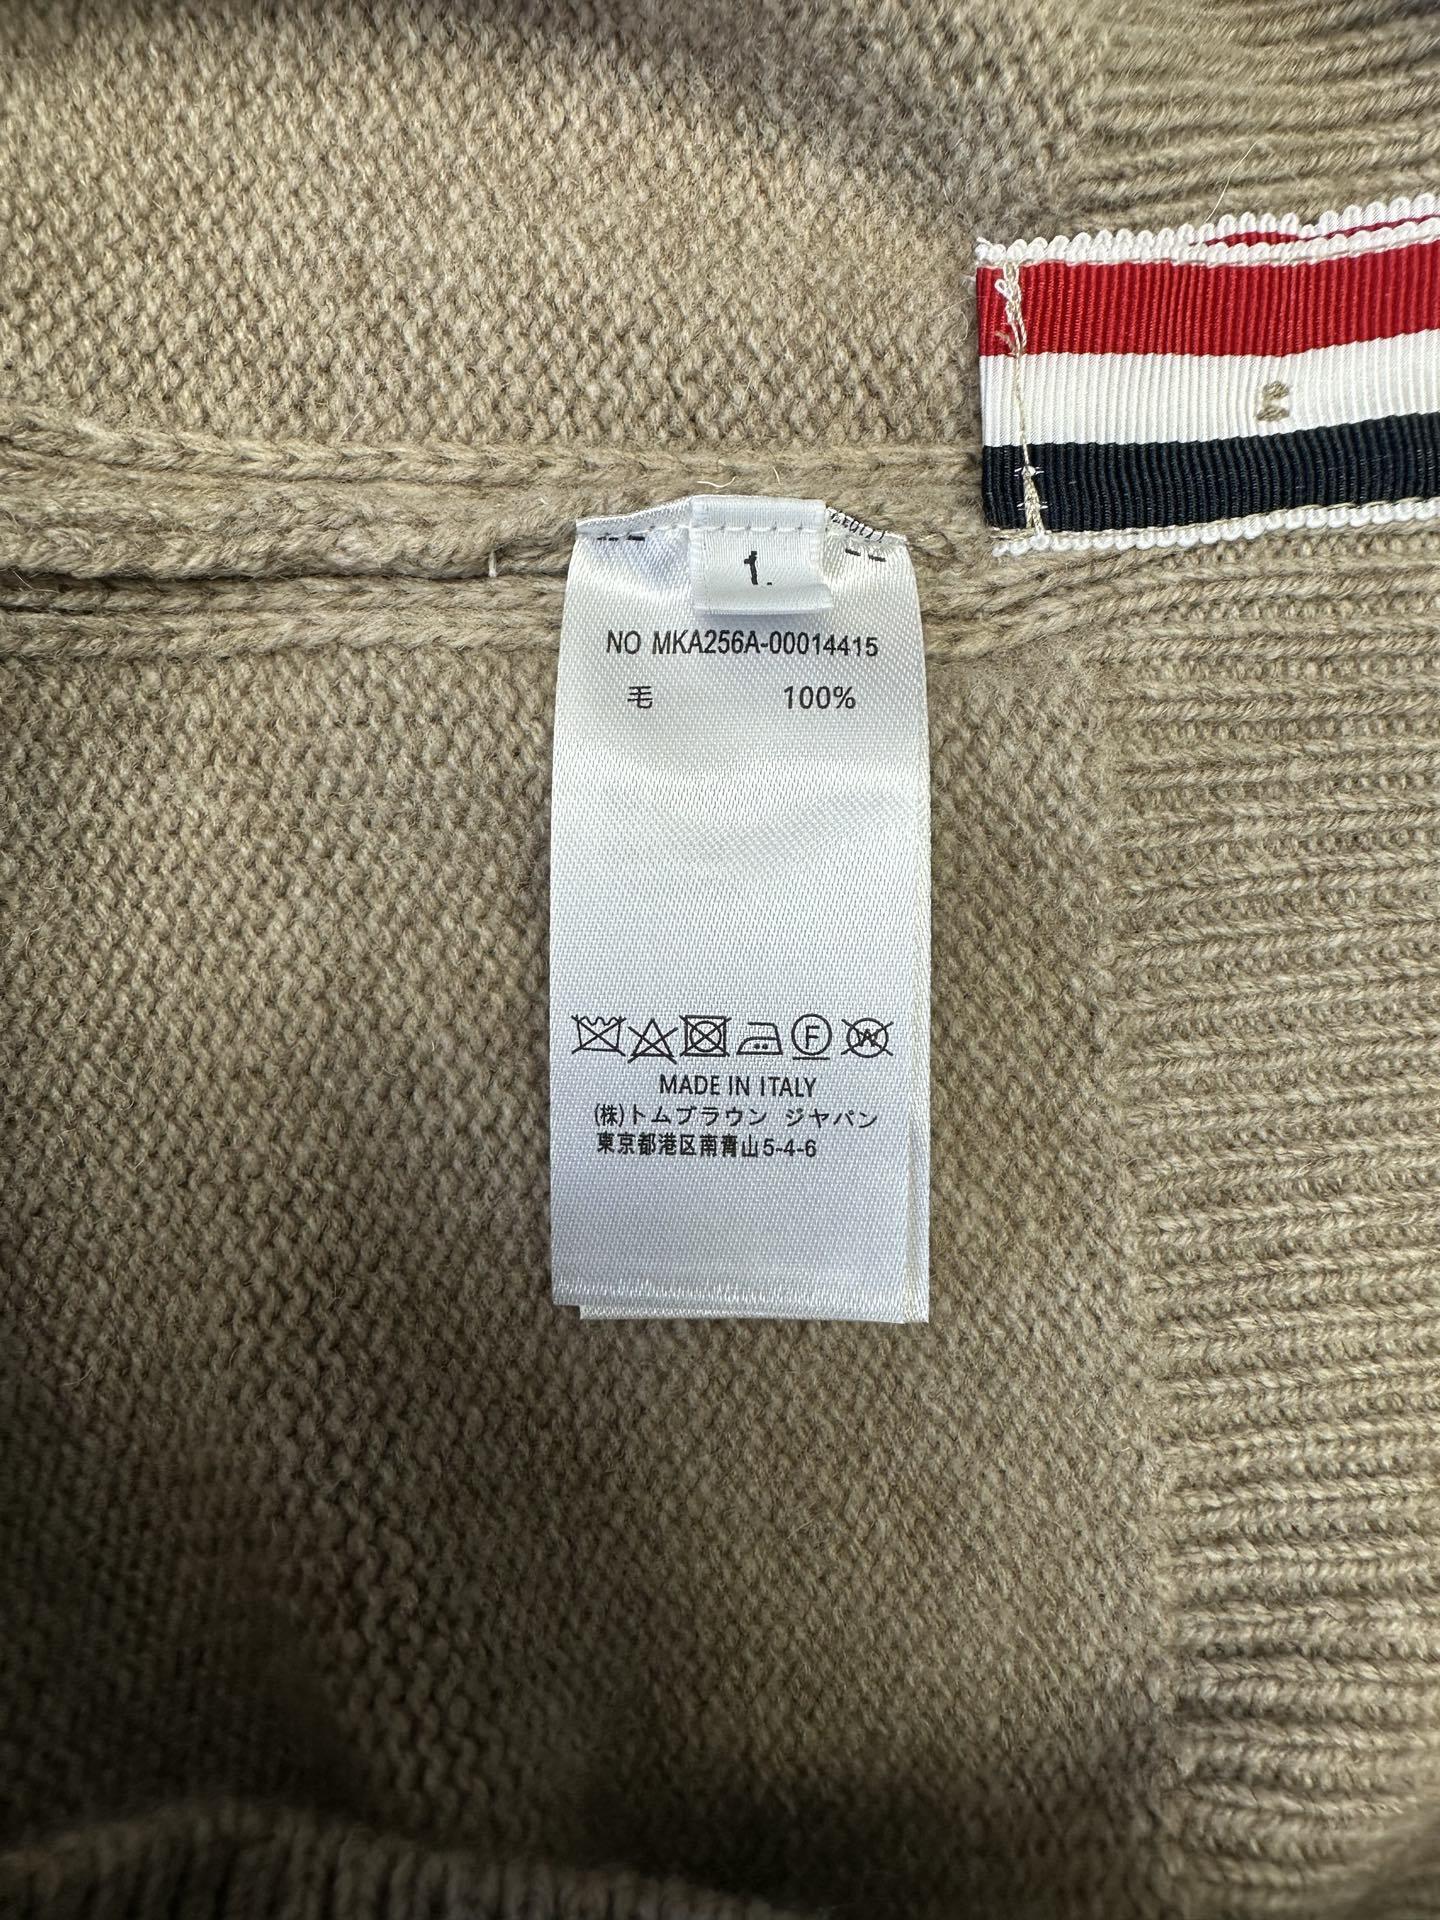 1.
NO MKA256A-00014415
毛 100%
F W
MADE IN ITALY
(株)トムブラウン ジャパン
東京都港区南青山5-4-6